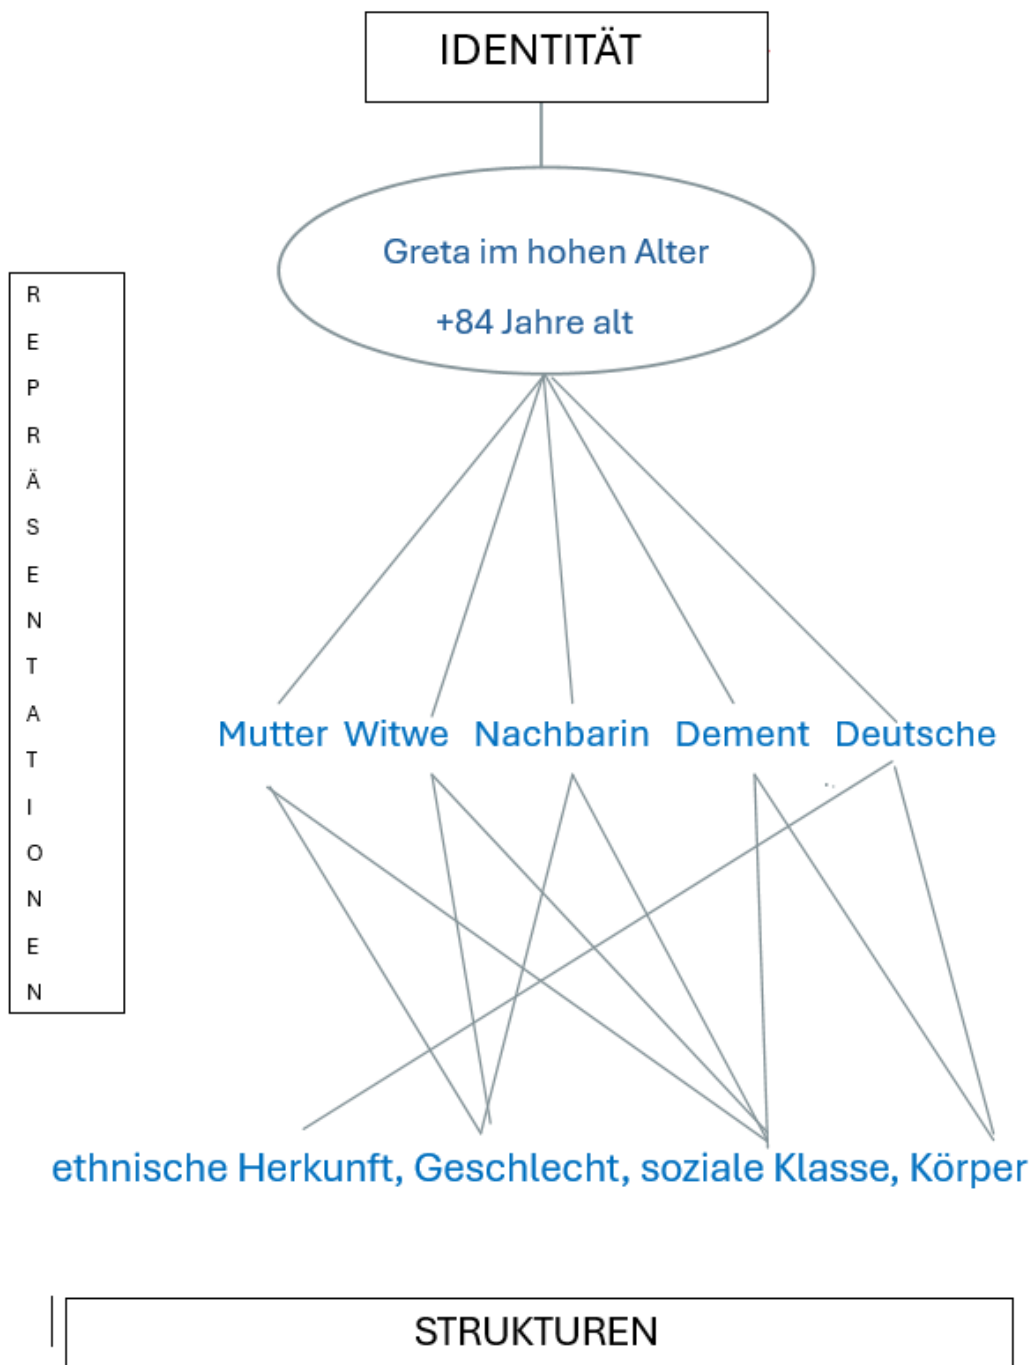 IDENTITÄT
Greta im hohen Alter
+84 Jahre alt
R
E
P
R
Ä
S
E
N
T
A
T
I
O
N
E
N
Mutter Witwe Nachbarin Dement Deutsche
ethnische Herkunft, Geschlecht, soziale Klasse, Körper
STRUKTUREN